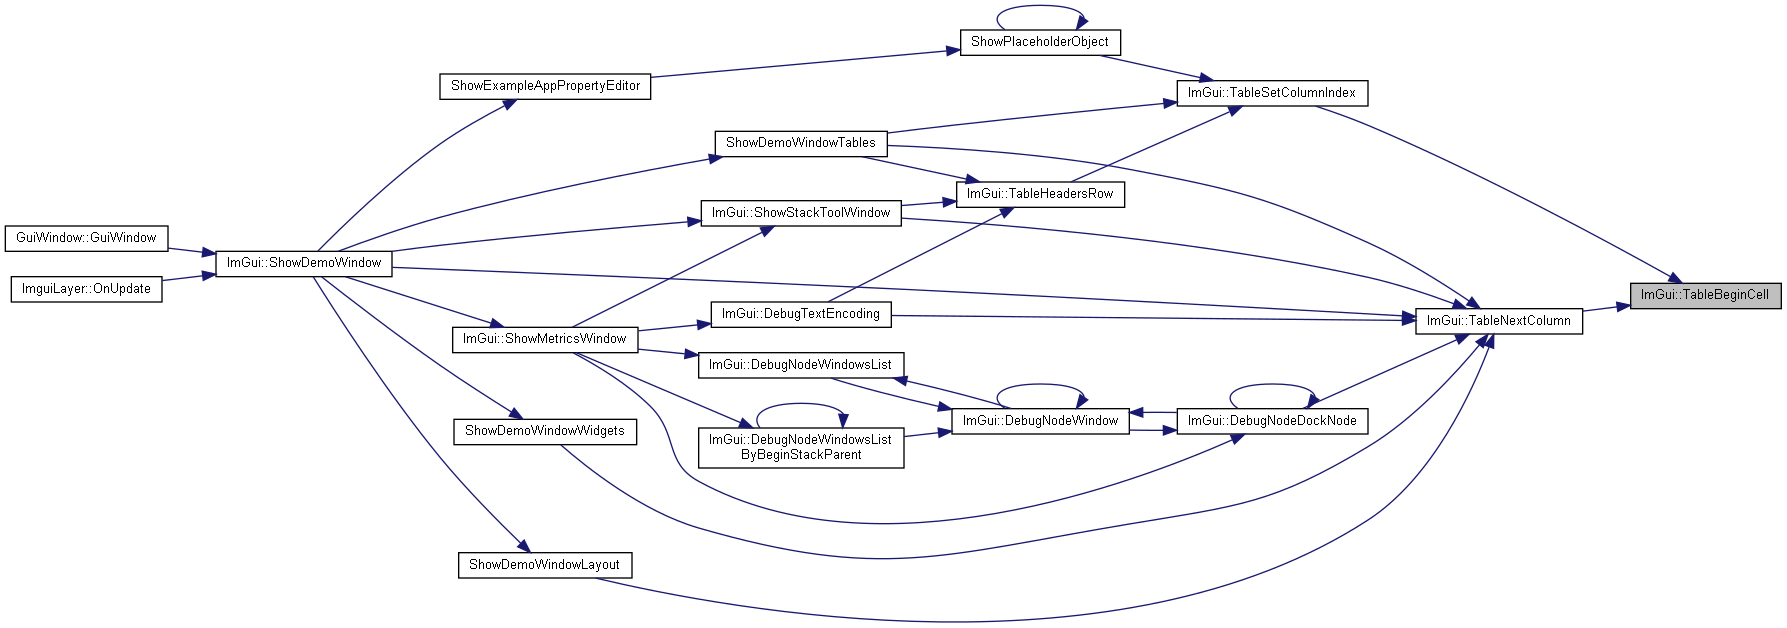 ShowPlaceholderObject
ShowExampleAppPropertyEditor
ImGui::TableSetColumnIndex
ShowDemoWindowTables
ImGui::TableHeadersRow
ImGui::ShowStackToolWindow
GuiWindow::GuiWindow
ImGui::ShowDemoWindow
ImguiLayer::OnUpdate
ImGui::TableBeginCell
ImGui::DebugTextEncoding
ImGui::TableNextColumn
ImGui::ShowMetricsWindow
ImGui::DebugNodeWindowsList
ImGui::DebugNodeWindow
ImGui::DebugNodeDockNode
ShowDemoWindowWidgets
ImGui::DebugNodeWindowsList
ByBeginStackParent
ShowDemoWindowLayout